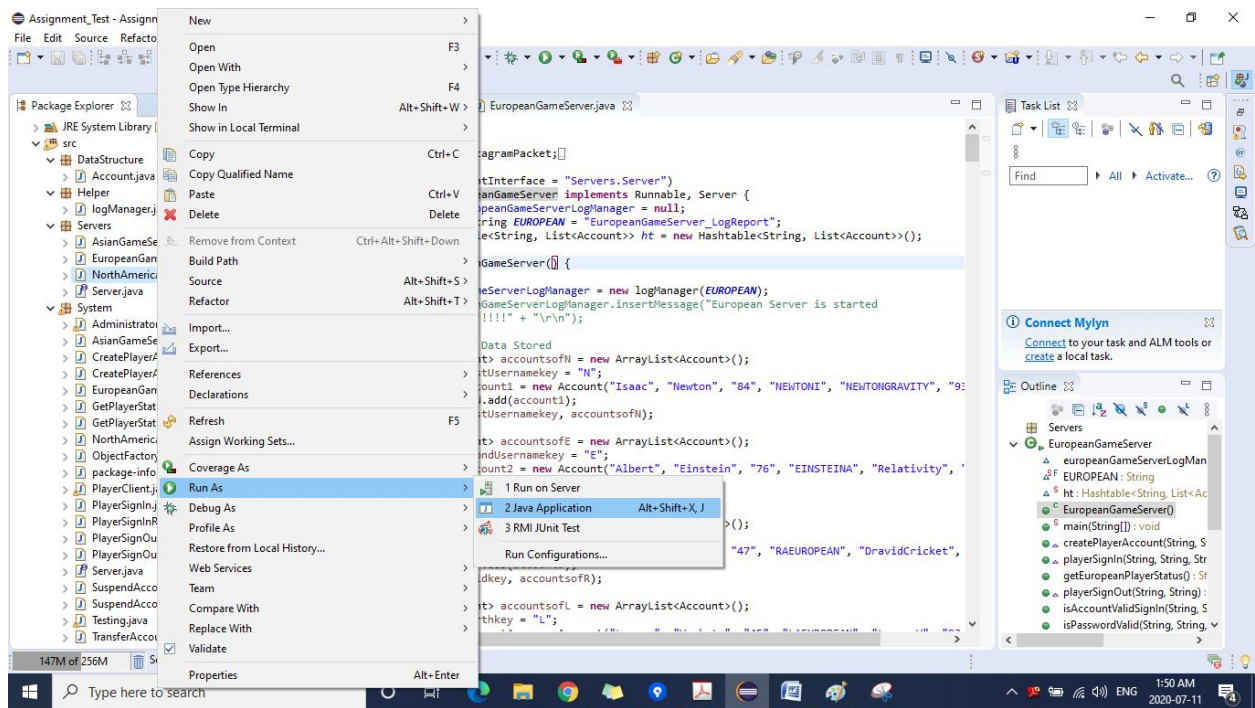 Assignment_Test - Assignn
File Edit Source Refacto
Package Explorer
JRE System Library [
src
DataStructure
Account.java
Helper
logManager.j
Servers
AsianGameSe
EuropeanGan
NorthAmerica
Server.java
System
Administrato
AsianGameSe
CreatePlayerA
CreatePlayerA
EuropeanGan
GetPlayerStat
GetPlayerStat
NorthAmerica
ObjectFactory
package-info
PlayerClient.ja
PlayerSignIn.j
PlayerSignInR
PlayerSignOu
PlayerSignOu
Server.java
SuspendAcco
SuspendAcco
Testing.java
TransferAccou
147M of 256M
New
Open F3
Open With
Open Type Hierarchy F4
Show In Alt+Shift+W >
Show in Local Terminal
Copy Ctrl+C
Copy Qualified Name
Paste Ctrl+V
Delete Delete
Remove from Context Ctrl+Alt+Shift+Down
Build Path
Source Alt+Shift+S >
Refactor Alt+Shift+T >
Import...
Export...
References
Declarations
Refresh F5
Assign Working Sets...
Coverage As
Run As
Debug As
Profile As
Restore from Local History...
Web Services
Team
Compare With
Replace With
Validate
Properties Alt+Enter
1 Run on Server
2 Java Application Alt+Shift+X, J
3 RMI JUnit Test
Run Configurations...
EuropeanGameServer.java
tagramPacket;
tInterface = "Servers.Server")
eanGameServer implements Runnable, Server {
opeanGameServerLogManager = null;
ring EUROPEAN = "EuropeanGameServer_LogReport";
le<String, List<Account>> ht = new Hashtable<String, List<Account>>();
nGameServer() {
meServerLogManager = new logManager(EUROPEAN);
nGameServerLogManager.insertMessage("European Server is started
!!!!" + "\r\n");
Data Stored
nt> accountsofN = new ArrayList<Account>();
stUsernamekey = "N";
count1 = new Account("Isaac", "Newton", "84", "NEWTONI", "NEWTONGRAVITY", "93
N.add(account1);
stUsernamekey, accountsofN);
nt> accountsofE = new ArrayList<Account>();
ondUsernamekey = "E";
count2 = new Account("Albert", "Einstein", "76", "EINSTEINA", "Relativity", "
>();
"47", "RAEUROPEAN", "DravidCricket",
dkey, accountsofR);
nt> accountsofL = new ArrayList<Account>();
thkey = "L";
Task List
Find All Activate...
Connect Mylyn
Connect to your task and ALM tools or
create a local task.
Outline
Servers
EuropeanGameServer
europeanGameServerLogMan
EUROPEAN : String
ht : Hashtable<String, List<Ac
EuropeanGameServer()
main(String[]) : void
createPlayerAccount(String, S
playerSignIn(String, String, Str
getEuropeanPlayerStatus() : St
playerSignOut(String, String) :
isAccountValidSignIn(String, S
isPasswordValid(String, String,
Type here to search
ENG
1:50 AM
2020-07-11
4